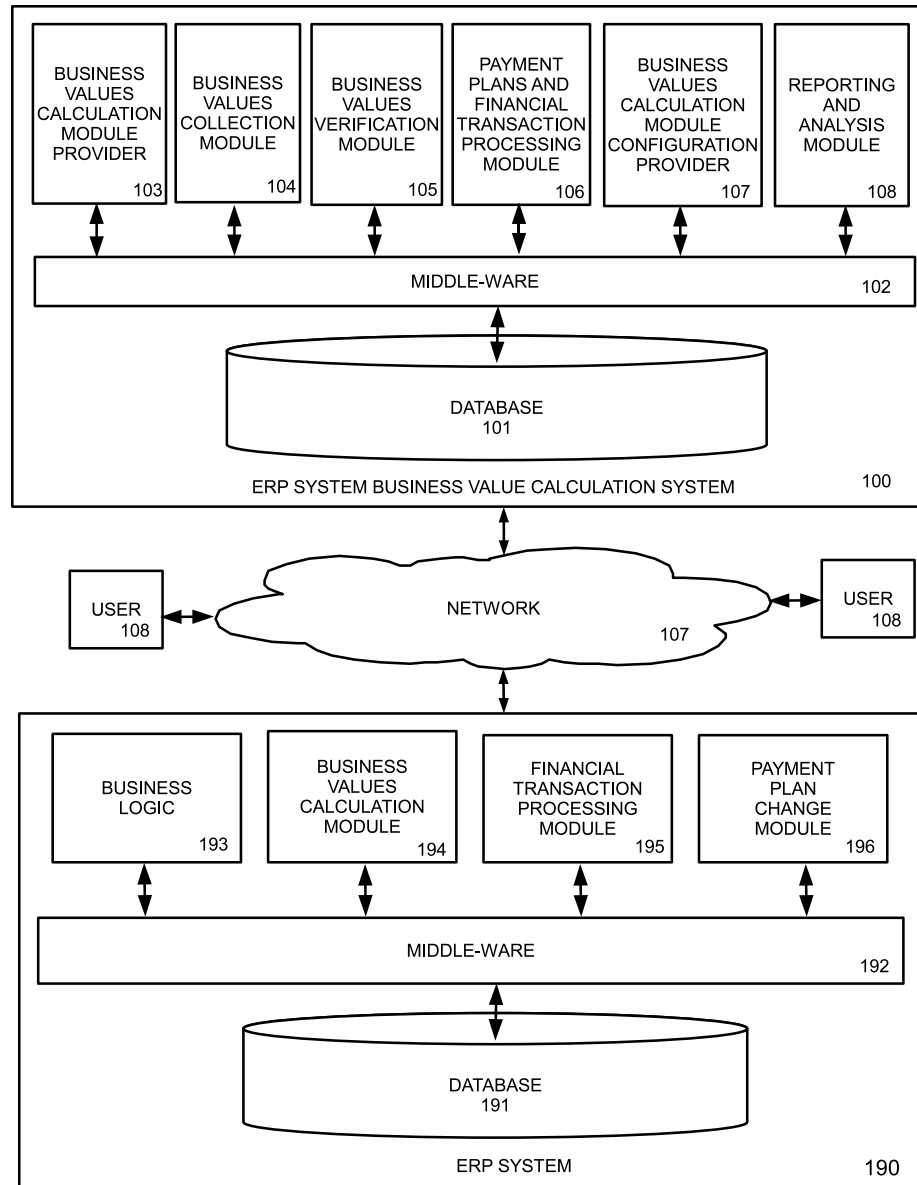 BUSINESS
VALUES
CALCULATION
MODULE
PROVIDER
103
BUSINESS
VALUES
COLLECTION
MODULE
104
BUSINESS
VALUES
VERIFICATION
MODULE
105
PAYMENT
PLANS AND
FINANCIAL
TRANSACTION
PROCESSING
MODULE
106
BUSINESS
VALUES
CALCULATION
MODULE
CONFIGURATION
PROVIDER
107
REPORTING
AND
ANALYSIS
MODULE
108
MIDDLE-WARE
102
DATABASE
101
ERP SYSTEM BUSINESS VALUE CALCULATION SYSTEM
100
USER
108
NETWORK
107
USER
108
BUSINESS
LOGIC
193
BUSINESS
VALUES
CALCULATION
MODULE
194
FINANCIAL
TRANSACTION
PROCESSING
MODULE
195
PAYMENT
PLAN
CHANGE
MODULE
196
MIDDLE-WARE
192
DATABASE
191
ERP SYSTEM
190